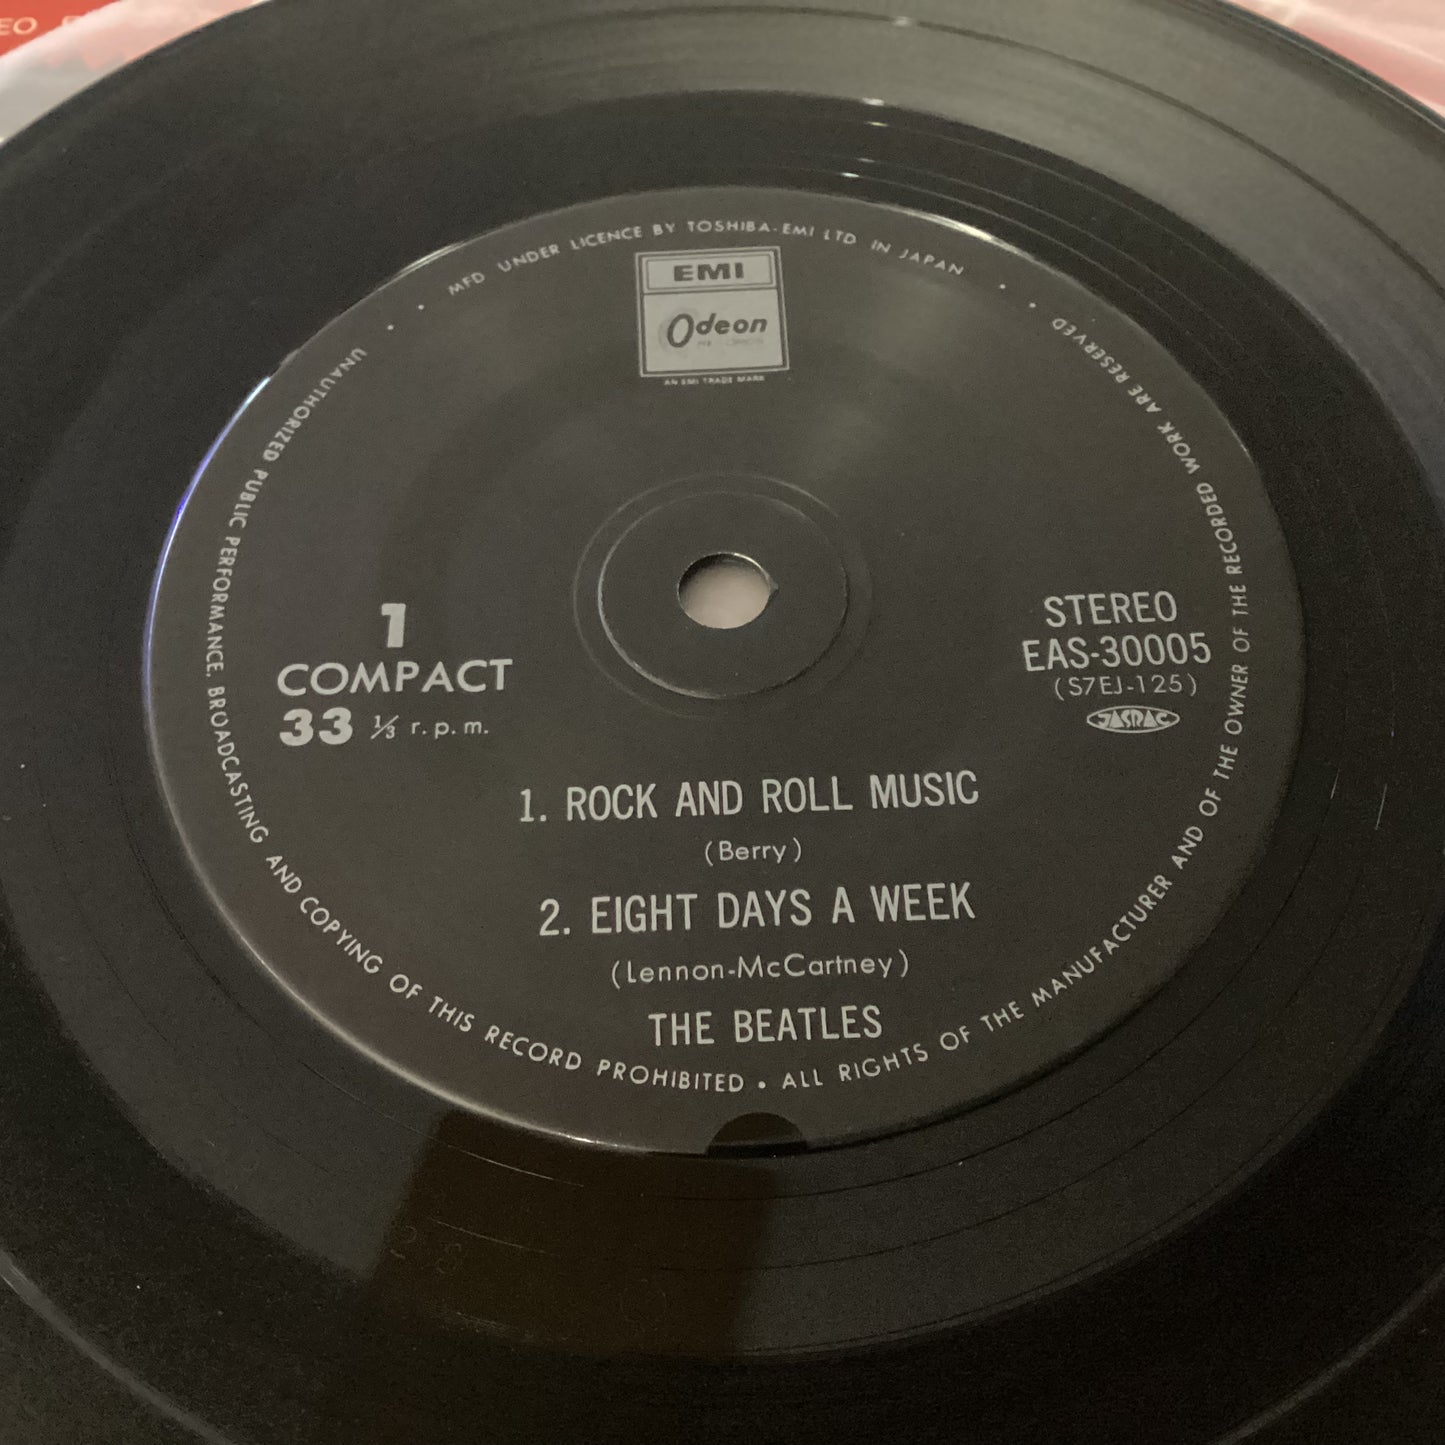 MFD UNDER LICENCE BY TOSHIBA-EMI LTD IN JAPAN
EMI
Odeon
AN EMI TRADE MARK
1
COMPACT
33 ⅓ r.p.m.
STEREO
EAS-30005
(S7EJ-125)
JASRAC
1. ROCK AND ROLL MUSIC
(Berry)
2. EIGHT DAYS A WEEK
(Lennon-McCartney)
THE BEATLES
UNAUTHORIZED PUBLIC PERFORMANCE, BROADCASTING AND COPYING OF THIS RECORD PROHIBITED • ALL RIGHTS OF THE MANUFACTURER AND OF THE OWNER OF THE RECORDED WORK ARE RESERVED